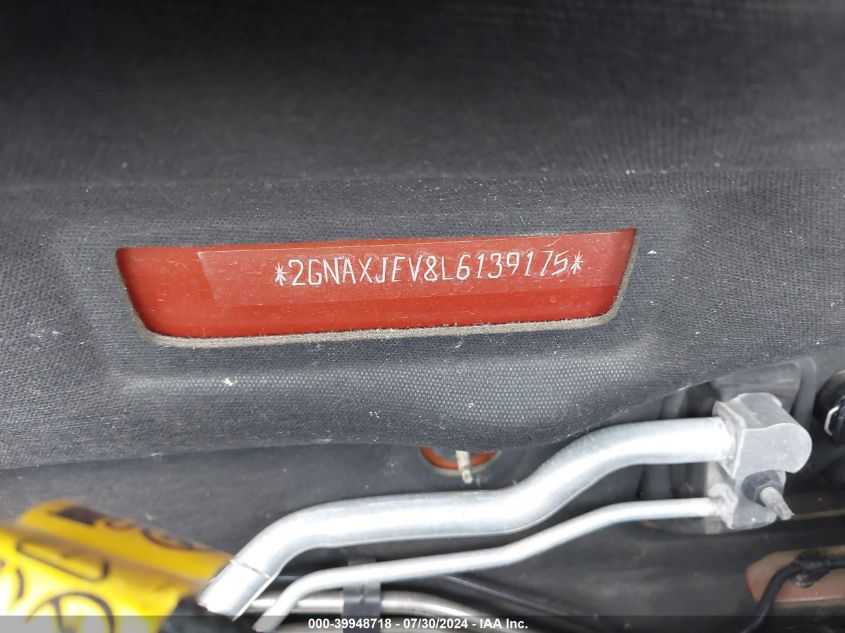 *2GNAXJEV8L6139175*
000-39948718 / 07/30/2024 - IAA, Inc.